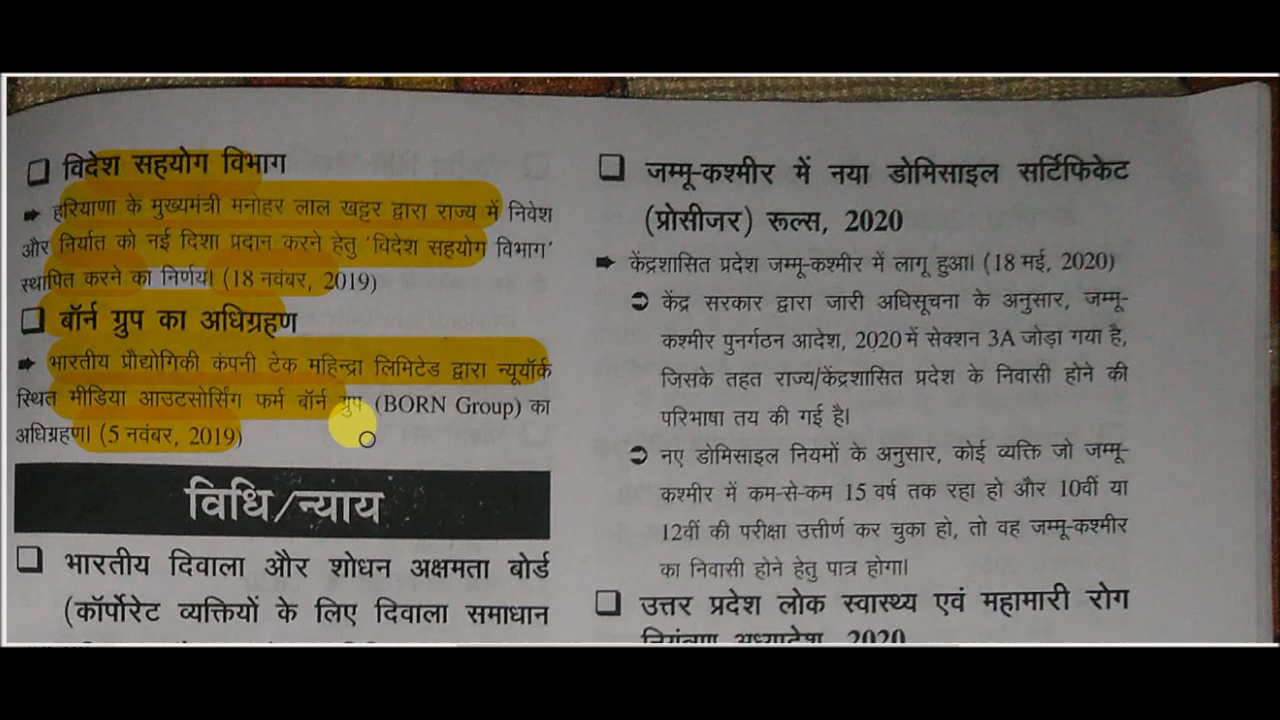 ❑ विदेश सहयोग विभाग
➡ हरियाणा के मुख्यमंत्री मनोहर लाल खट्टर द्वारा राज्य में निवेश
और निर्यात को नई दिशा प्रदान करने हेतु 'विदेश सहयोग विभाग'
स्थापित करने का निर्णय। (18 नवंबर, 2019)
❑ बॉर्न ग्रुप का अधिग्रहण
➡ भारतीय प्रौद्योगिकी कंपनी टेक महिन्द्रा लिमिटेड द्वारा न्यूयॉर्क
स्थित मीडिया आउटसोर्सिंग फर्म बॉर्न ग्रुप (BORN Group) का
अधिग्रहण। (5 नवंबर, 2019)
विधि/न्याय
❑ भारतीय दिवाला और शोधन अक्षमता बोर्ड
(कॉर्पोरेट व्यक्तियों के लिए दिवाला समाधान
❑ जम्मू-कश्मीर में नया डोमिसाइल सर्टिफिकेट
(प्रोसीजर) रूल्स, 2020
➡ केंद्रशासित प्रदेश जम्मू-कश्मीर में लागू हुआ। (18 मई, 2020)
➲ केंद्र सरकार द्वारा जारी अधिसूचना के अनुसार, जम्मू-
कश्मीर पुनर्गठन आदेश, 2020 में सेक्शन 3A जोड़ा गया है,
जिसके तहत राज्य/केंद्रशासित प्रदेश के निवासी होने की
परिभाषा तय की गई है।
➲ नए डोमिसाइल नियमों के अनुसार, कोई व्यक्ति जो जम्मू-
कश्मीर में कम-से-कम 15 वर्ष तक रहा हो और 10वीं या
12वीं की परीक्षा उत्तीर्ण कर चुका हो, तो वह जम्मू-कश्मीर
का निवासी होने हेतु पात्र होगा।
❑ उत्तर प्रदेश लोक स्वास्थ्य एवं महामारी रोग
नियंत्रण अध्यादेश, 2020